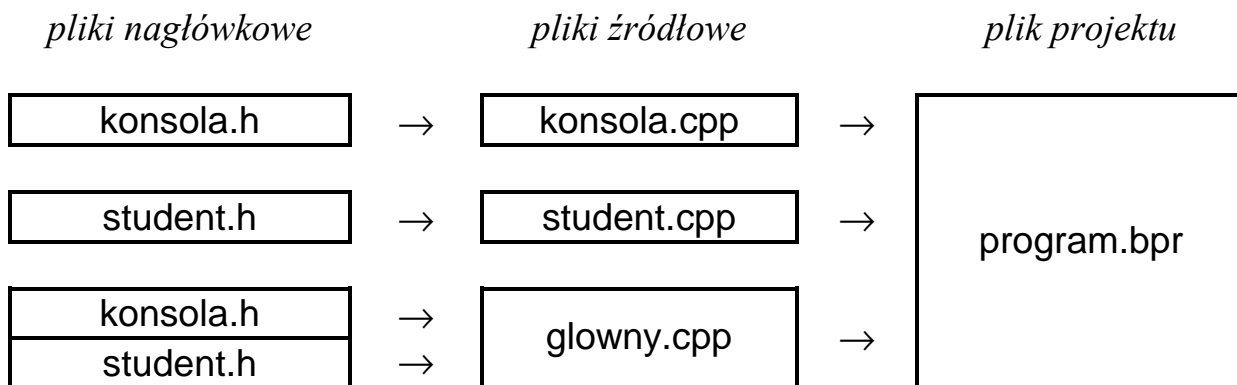 pliki nagłówkowe pliki źródłowe plik projektu
konsola.h → konsola.cpp →
student.h → student.cpp →
program.bpr
konsola.h →
glowny.cpp →
student.h →